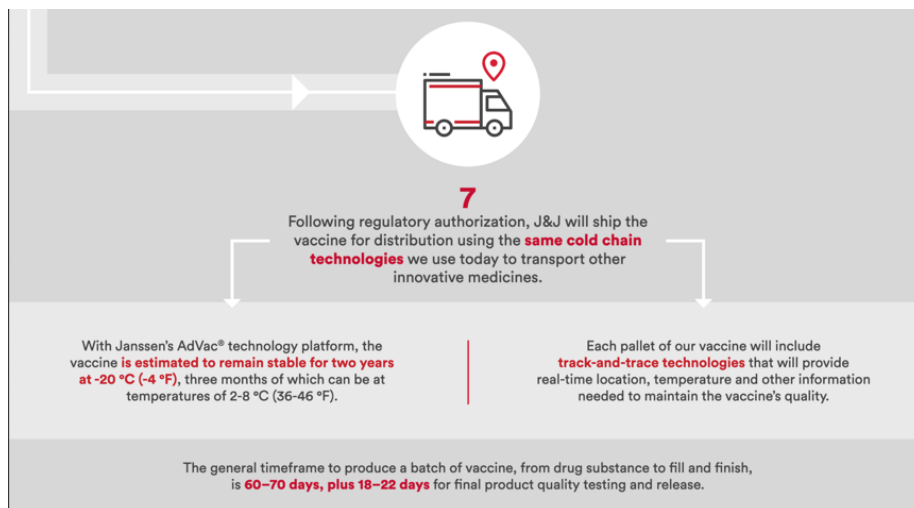 7
Following regulatory authorization, J&J will ship the
vaccine for distribution using the same cold chain
technologies we use today to transport other
innovative medicines.
With Janssen's AdVac® technology platform, the
vaccine is estimated to remain stable for two years
at -20 °C (-4 °F), three months of which can be at
temperatures of 2-8 °C (36-46 °F).
Each pallet of our vaccine will include
track-and-trace technologies that will provide
real-time location, temperature and other information
needed to maintain the vaccine's quality.
The general timeframe to produce a batch of vaccine, from drug substance to fill and finish,
is 60–70 days, plus 18–22 days for final product quality testing and release.